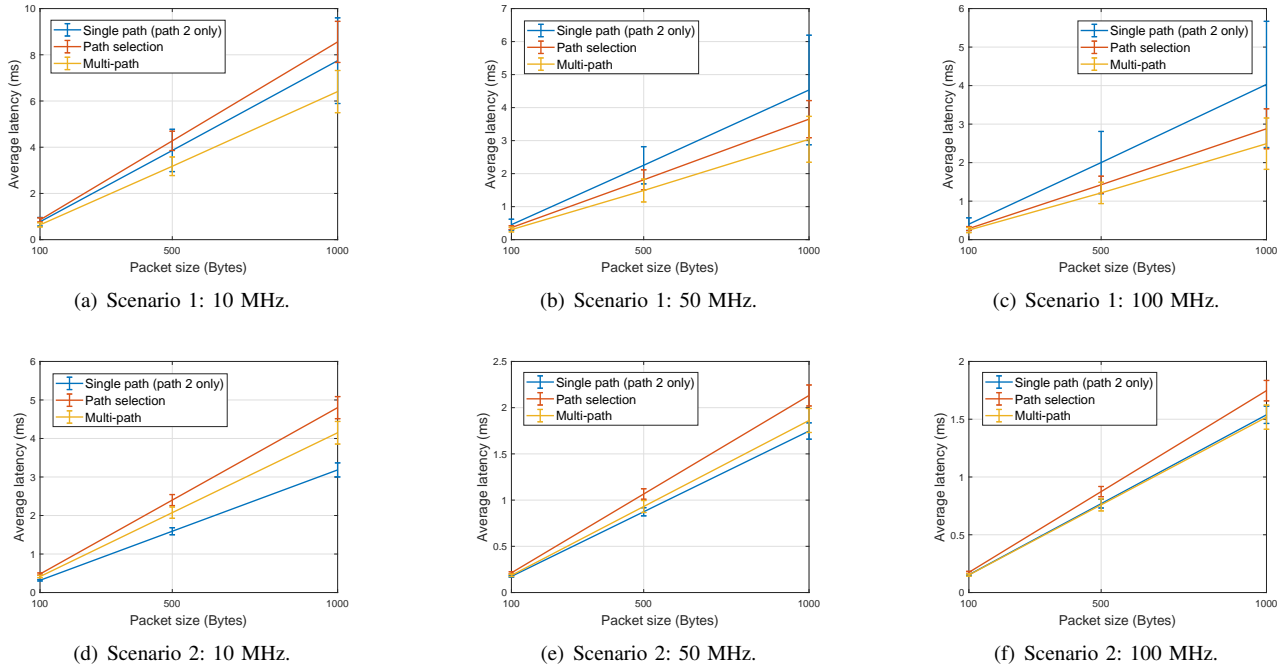 10
8
6
4
2
0
Average latency (ms)
Single path (path 2 only)
Path selection
Multi-path
100
500
1000
Packet size (Bytes)
(a) Scenario 1: 10 MHz.
7
6
5
4
3
2
1
0
Average latency (ms)
Single path (path 2 only)
Path selection
Multi-path
100
500
1000
Packet size (Bytes)
(b) Scenario 1: 50 MHz.
6
5
4
3
2
1
0
Average latency (ms)
Single path (path 2 only)
Path selection
Multi-path
100
500
1000
Packet size (Bytes)
(c) Scenario 1: 100 MHz.
6
5
4
3
2
1
0
Average latency (ms)
Single path (path 2 only)
Path selection
Multi-path
100
500
1000
Packet size (Bytes)
(d) Scenario 2: 10 MHz.
2.5
2
1.5
1
0.5
0
Average latency (ms)
Single path (path 2 only)
Path selection
Multi-path
100
500
1000
Packet size (Bytes)
(e) Scenario 2: 50 MHz.
2
1.5
1
0.5
0
Average latency (ms)
Single path (path 2 only)
Path selection
Multi-path
100
500
1000
Packet size (Bytes)
(f) Scenario 2: 100 MHz.